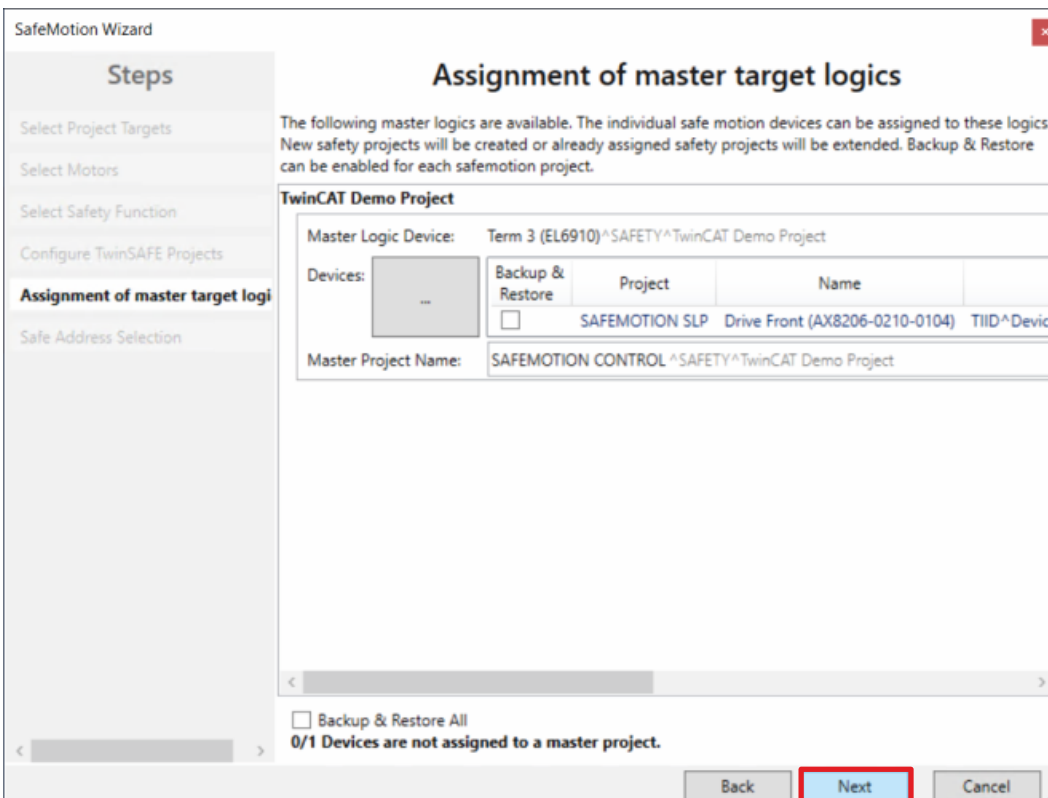 SafeMotion Wizard
Steps
Select Project Targets
Select Motors
Select Safety Function
Configure TwinSAFE Projects
Assignment of master target logi
Safe Address Selection
Assignment of master target logics
The following master logics are available. The individual safe motion devices can be assigned to these logics
New safety projects will be created or already assigned safety projects will be extended. Backup & Restore
can be enabled for each safemotion project.
TwinCAT Demo Project
Master Logic Device: Term 3 (EL6910)^SAFETY^TwinCAT Demo Project
Devices: ...
Backup & Restore Project Name
SAFEMOTION SLP Drive Front (AX8206-0210-0104) TIID^Devic
Master Project Name: SAFEMOTION CONTROL ^SAFETY^TwinCAT Demo Project
Backup & Restore All
0/1 Devices are not assigned to a master project.
Back Next Cancel